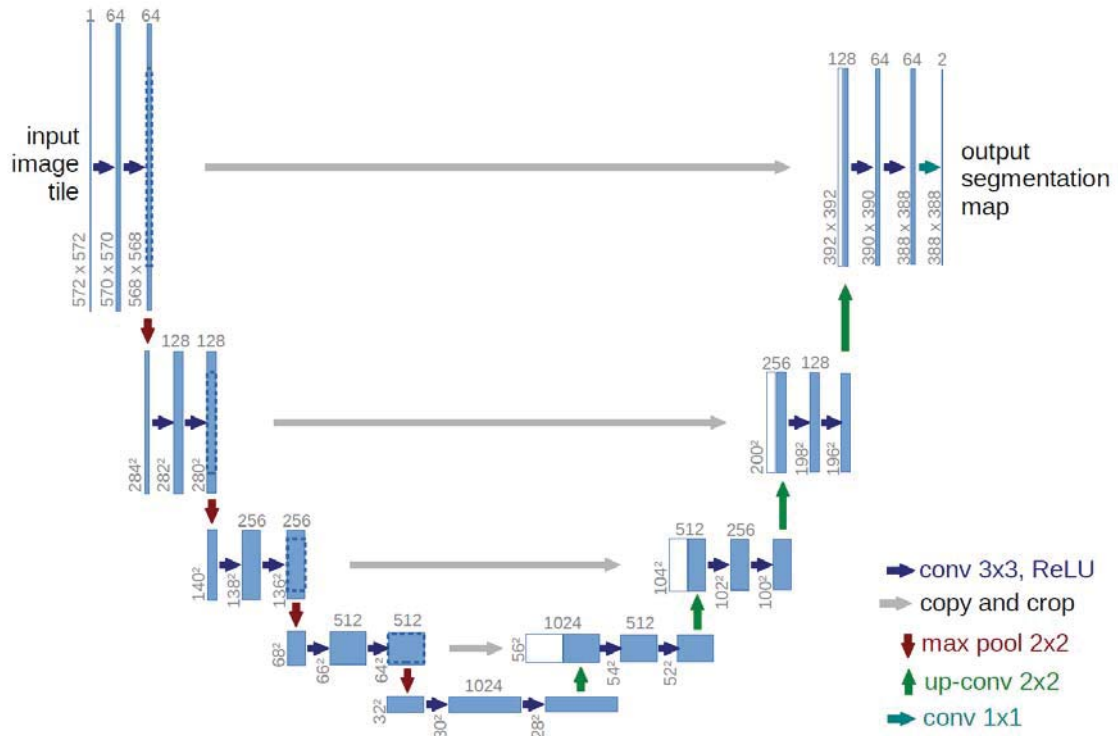 1 64 64
128 64 64 2
input
image
tile
output
segmentation
map
572 x 572
570 x 570
568 x 568
392 x 392
390 x 390
388 x 388
388 x 388
128 128
256 128
284²
282²
280²
200²
198²
196²
256 256
512 256
140²
138²
136²
104²
102²
100²
512 512
1024 512
68²
66²
64²
56²
54²
52²
1024
32²
30²
28²
conv 3x3, ReLU
copy and crop
max pool 2x2
up-conv 2x2
conv 1x1